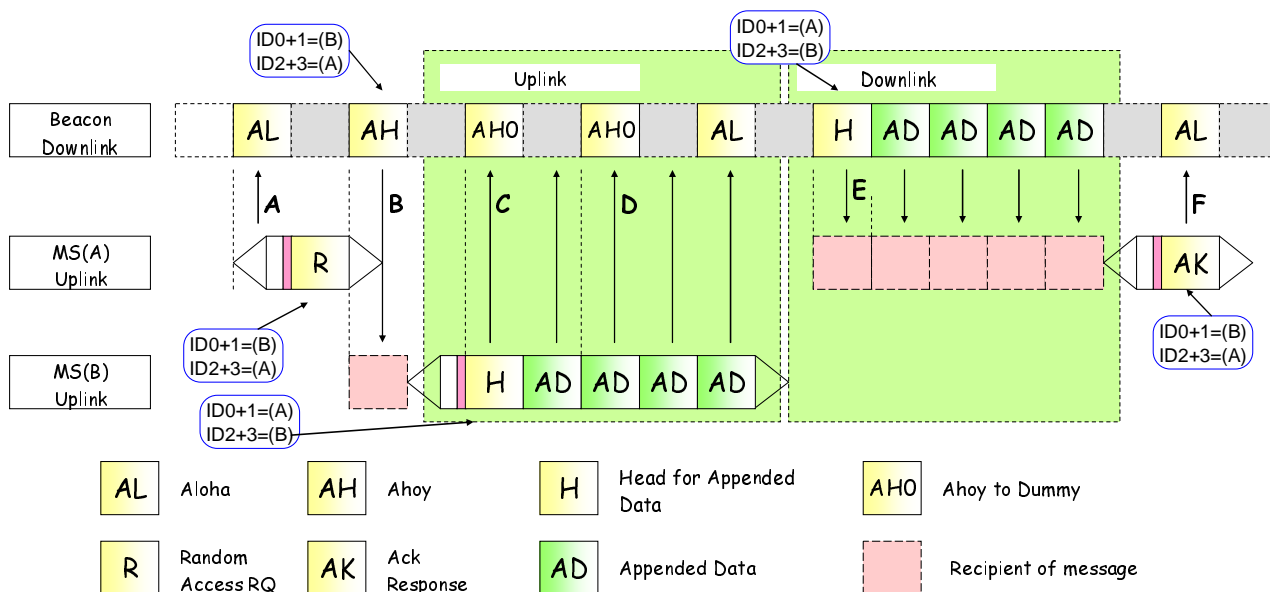 ID0+1=(B)
ID2+3=(A)
ID0+1=(A)
ID2+3=(B)
Uplink
Downlink
Beacon
Downlink
AL
AH
AH0
AH0
AL
H
AD
AD
AD
AD
AL
A
B
C
D
E
F
MS(A)
Uplink
R
AK
ID0+1=(B)
ID2+3=(A)
ID0+1=(B)
ID2+3=(A)
MS(B)
Uplink
H
AD
AD
AD
AD
ID0+1=(A)
ID2+3=(B)
AL
Aloha
AH
Ahoy
H
Head for Appended
Data
AH0
Ahoy to Dummy
R
Random
Access RQ
AK
Ack
Response
AD
Appended Data
Recipient of message